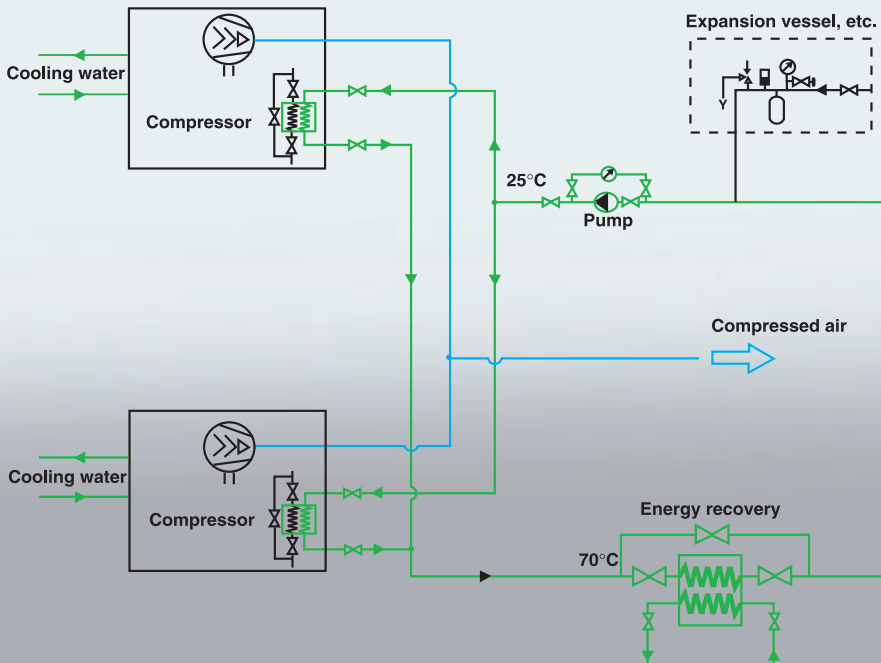 Expansion vessel, etc.
Cooling water
Compressor
Y
25°C
Pump
Compressed air
Cooling water
Compressor
Energy recovery
70°C